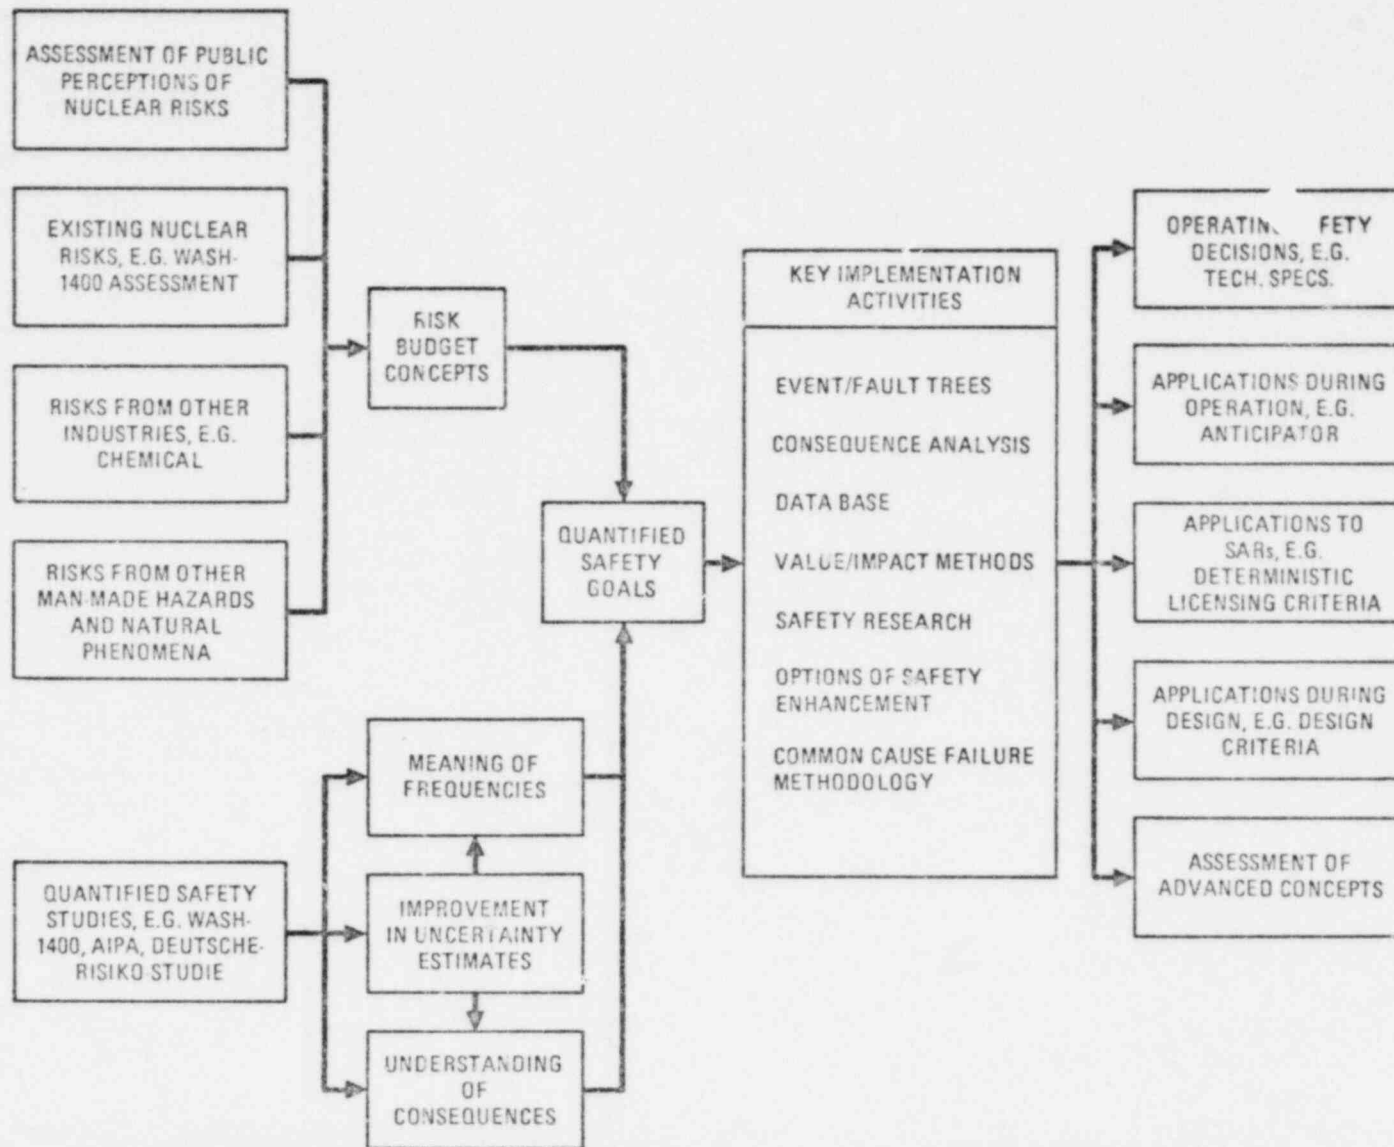 ASSESSMENT OF PUBLIC
PERCEPTIONS OF
NUCLEAR RISKS
EXISTING NUCLEAR
RISKS, E.G. WASH-
1400 ASSESSMENT
RISKS FROM OTHER
INDUSTRIES, E.G.
CHEMICAL
RISKS FROM OTHER
MAN-MADE HAZARDS
AND NATURAL
PHENOMENA
QUANTIFIED SAFETY
STUDIES, E.G. WASH-
1400, AIPA, DEUTSCHE-
RISIKO STUDIE
RISK
BUDGET
CONCEPTS
MEANING OF
FREQUENCIES
IMPROVEMENT
IN UNCERTAINTY
ESTIMATES
UNDERSTANDING
OF
CONSEQUENCES
QUANTIFIED
SAFETY
GOALS
KEY IMPLEMENTATION
ACTIVITIES
EVENT/FAULT TREES
CONSEQUENCE ANALYSIS
DATA BASE
VALUE/IMPACT METHODS
SAFETY RESEARCH
OPTIONS OF SAFETY
ENHANCEMENT
COMMON CAUSE FAILURE
METHODOLOGY
DECISIONS, E.G.
TECH. SPECS.
APPLICATIONS DURING
OPERATION, E.G.
ANTICIPATOR
APPLICATIONS TO
SARs, E.G.
DETERMINISTIC
LICENSING CRITERIA
APPLICATIONS DURING
DESIGN, E.G. DESIGN
CRITERIA
ASSESSMENT OF
ADVANCED CONCEPTS